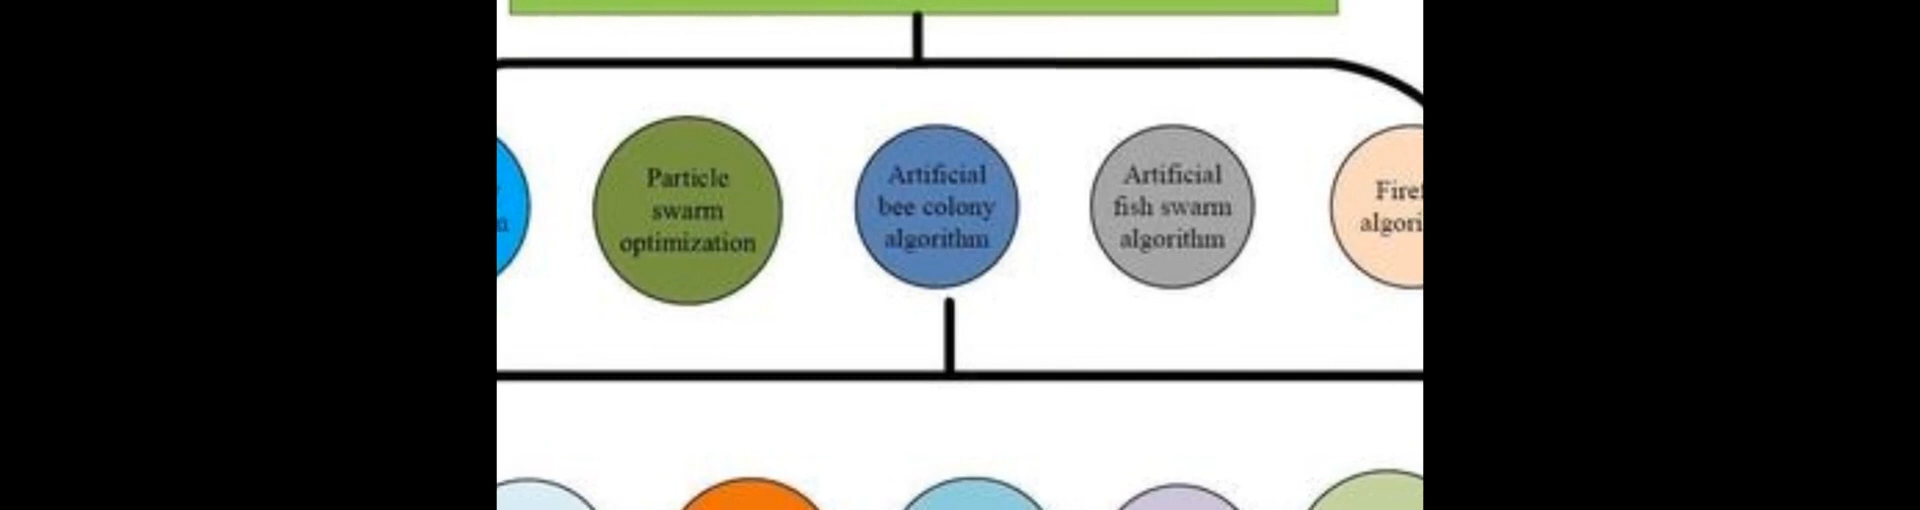 Particle
swarm
optimization
Artificial
bee colony
algorithm
Artificial
fish swarm
algorithm